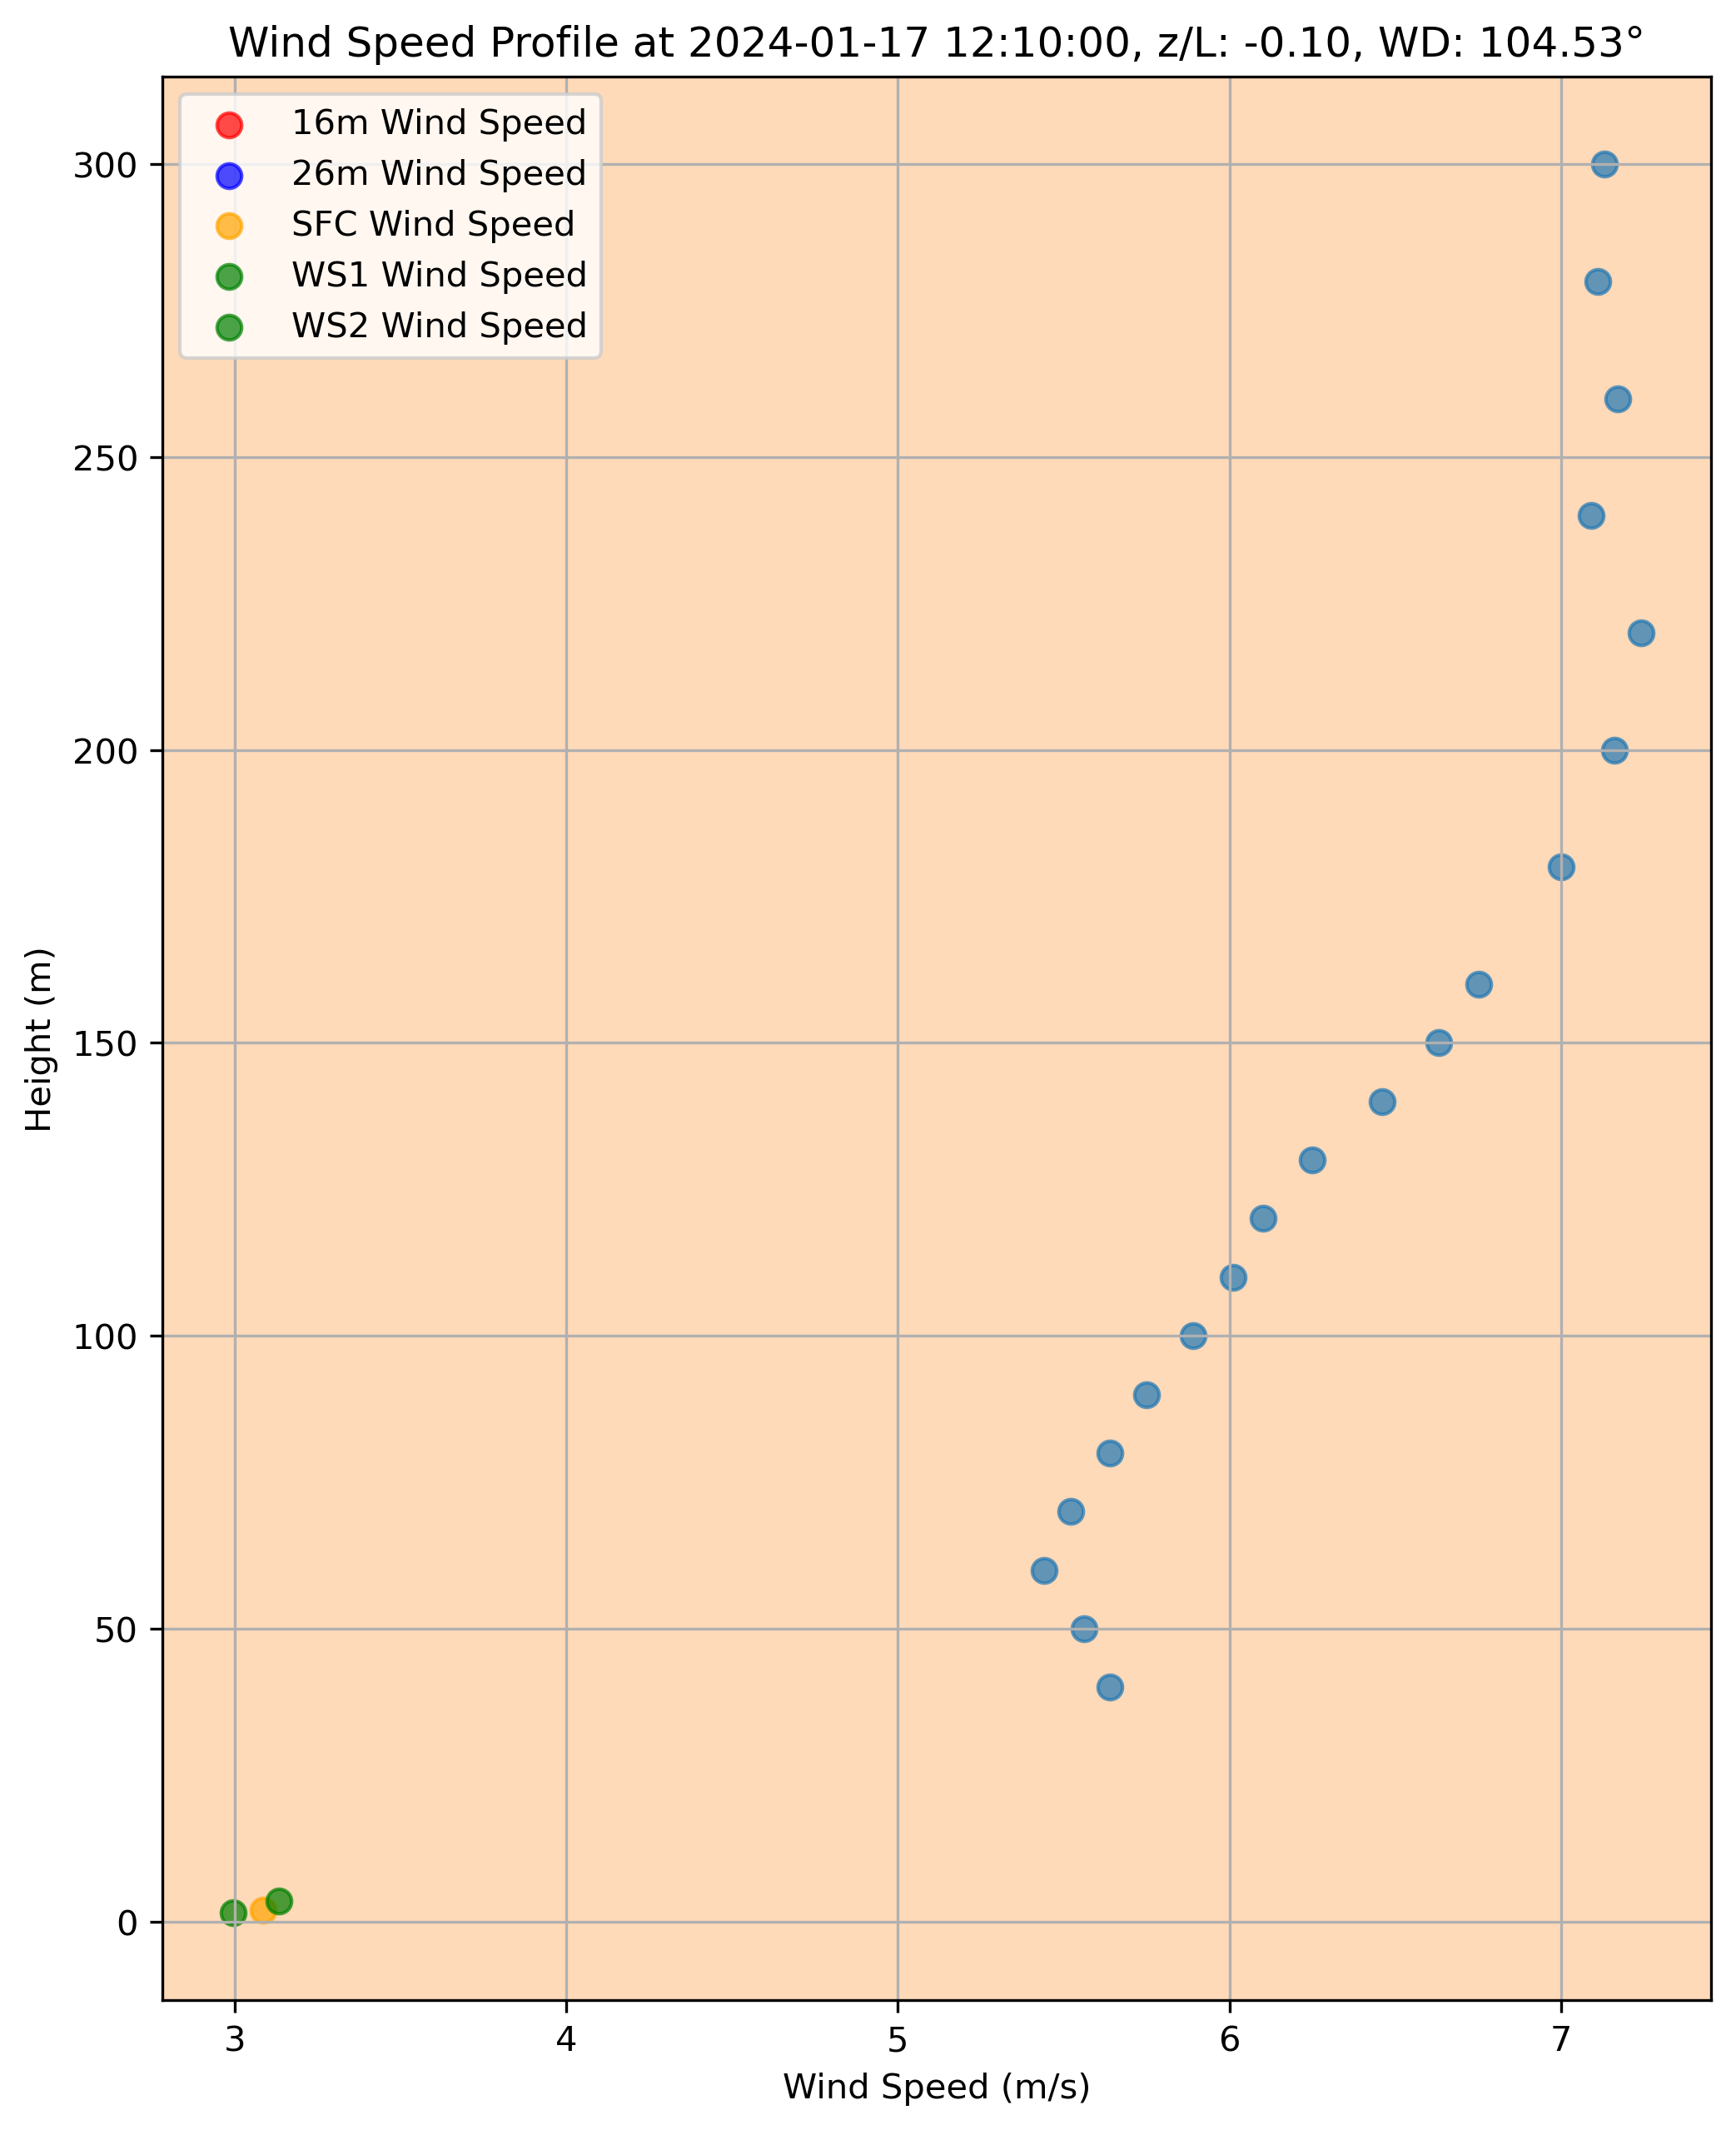 Wind Speed Profile at 2024-01-17 12:10:00, z/L: -0.10, WD: 104.53°
16m Wind Speed
26m Wind Speed
SFC Wind Speed
WS1 Wind Speed
WS2 Wind Speed
300
250
200
150
100
50
0
Height (m)
3 4 5 6 7
Wind Speed (m/s)